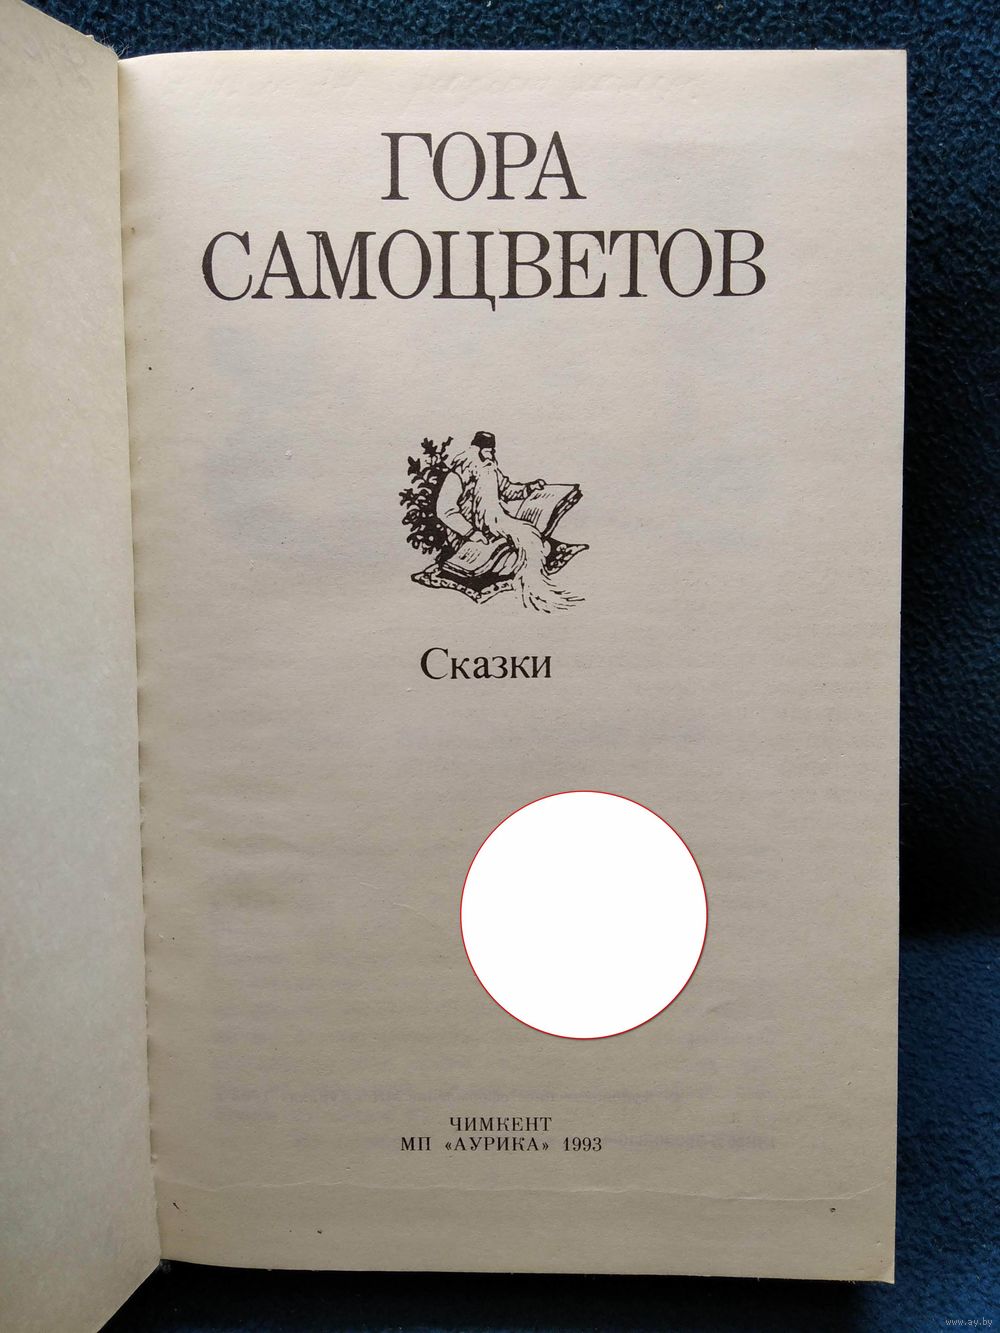 ГОРА
САМОЦВЕТОВ
Сказки
ЧИМКЕНТ
МП «АУРИКА» 1993
www.ay.by